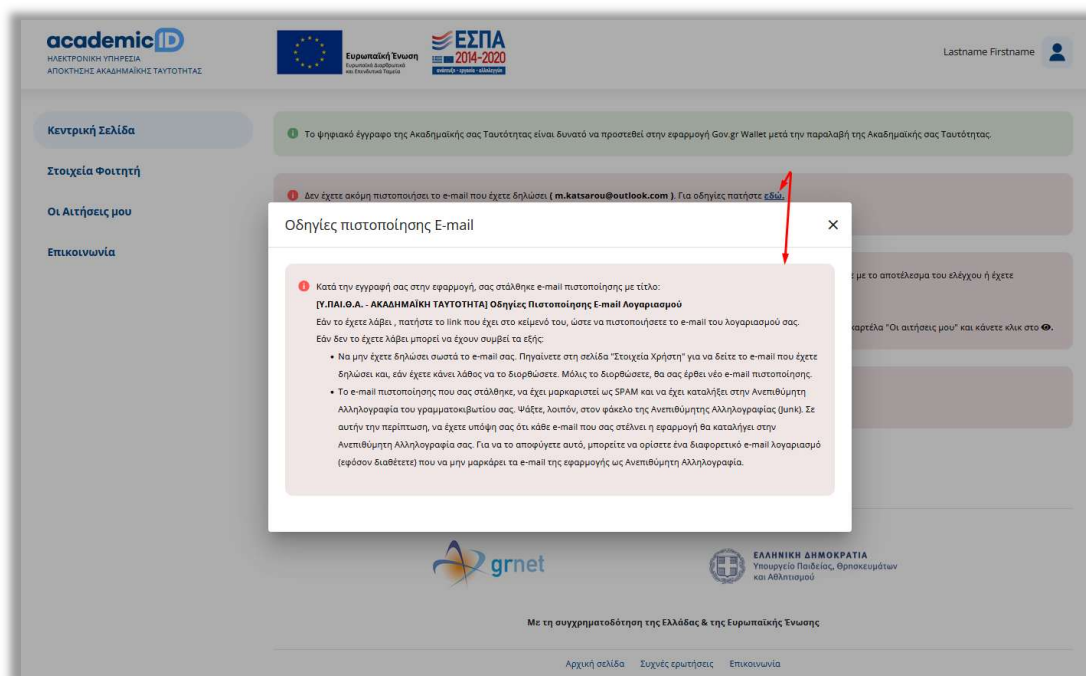 academicID
ΗΛΕΚΤΡΟΝΙΚΗ ΥΠΗΡΕΣΙΑ
ΑΠΟΚΤΗΣΗΣ ΑΚΑΔΗΜΑΪΚΗΣ ΤΑΥΤΟΤΗΤΑΣ
Ευρωπαϊκή Ένωση
Ευρωπαϊκά Διαρθρωτικά
και Επενδυτικά Ταμεία
ΕΣΠΑ
2014-2020
ανάπτυξη - εργασία - αλληλεγγύη
Lastname Firstname
Κεντρική Σελίδα
Στοιχεία Φοιτητή
Οι Αιτήσεις μου
Επικοινωνία
Το ψηφιακό έγγραφο της Ακαδημαϊκής σας Ταυτότητας είναι δυνατό να προστεθεί στην εφαρμογή Gov.gr Wallet μετά την παραλαβή της Ακαδημαϊκής σας Ταυτότητας.
Δεν έχετε ακόμη πιστοποιήσει το e-mail που έχετε δηλώσει ( m.katsarou@outlook.com ). Για οδηγίες πατήστε εδώ.
Οδηγίες πιστοποίησης E-mail
Κατά την εγγραφή σας στην εφαρμογή, σας στάλθηκε e-mail πιστοποίησης με τίτλο:
[Υ.ΠΑΙ.Θ.Α. - ΑΚΑΔΗΜΑΪΚΗ ΤΑΥΤΟΤΗΤΑ] Οδηγίες Πιστοποίησης E-mail Λογαριασμού
Εάν το έχετε λάβει , πατήστε το link που έχει στο κείμενό του, ώστε να πιστοποιήσετε το e-mail του λογαριασμού σας.
Εάν δεν το έχετε λάβει μπορεί να έχουν συμβεί τα εξής:
• Να μην έχετε δηλώσει σωστά το e-mail σας. Πηγαίνετε στη σελίδα "Στοιχεία Χρήστη" για να δείτε το e-mail που έχετε
δηλώσει και, εάν έχετε κάνει λάθος να το διορθώσετε. Μόλις το διορθώσετε, θα σας έρθει νέο e-mail πιστοποίησης.
• Το e-mail πιστοποίησης που σας στάλθηκε, να έχει μαρκαριστεί ως SPAM και να έχει καταλήξει στην Ανεπιθύμητη
Αλληλογραφία του γραμματοκιβωτίου σας. Ψάξτε, λοιπόν, στον φάκελο της Ανεπιθύμητης Αλληλογραφίας (Junk). Σε
αυτήν την περίπτωση, να έχετε υπόψη σας ότι κάθε e-mail που σας στέλνει η εφαρμογή θα καταλήγει στην
Ανεπιθύμητη Αλληλογραφία σας. Για να το αποφύγετε αυτό, μπορείτε να ορίσετε ένα διαφορετικό e-mail λογαριασμό
(εφόσον διαθέτετε) που να μην μαρκάρει τα e-mail της εφαρμογής ως Ανεπιθύμητη Αλληλογραφία.
με το αποτέλεσμα του ελέγχου ή έχετε
καρτέλα "Οι αιτήσεις μου" και κάνετε κλικ στο
grnet
ΕΛΛΗΝΙΚΗ ΔΗΜΟΚΡΑΤΙΑ
Υπουργείο Παιδείας, Θρησκευμάτων
και Αθλητισμού
Με τη συγχρηματοδότηση της Ελλάδας & της Ευρωπαϊκής Ένωσης
Αρχική σελίδα Συχνές ερωτήσεις Επικοινωνία